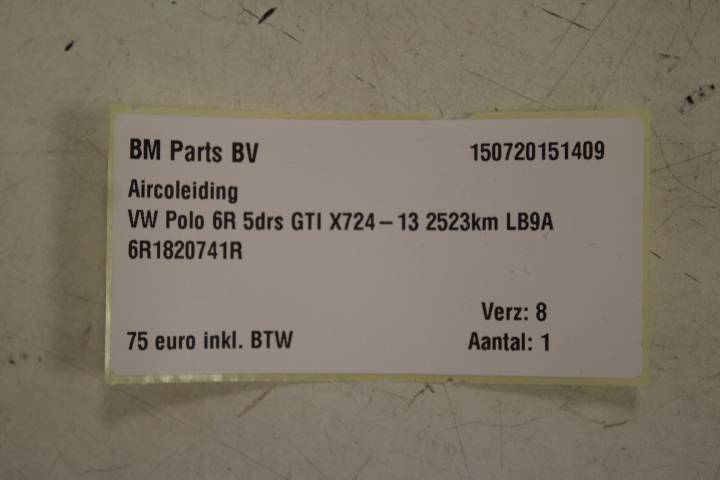 BM Parts BV 150720151409
Aircoleiding
VW Polo 6R 5drs GTI X724-13 2523km LB9A
6R1820741R
Verz: 8
75 euro inkl. BTW Aantal: 1